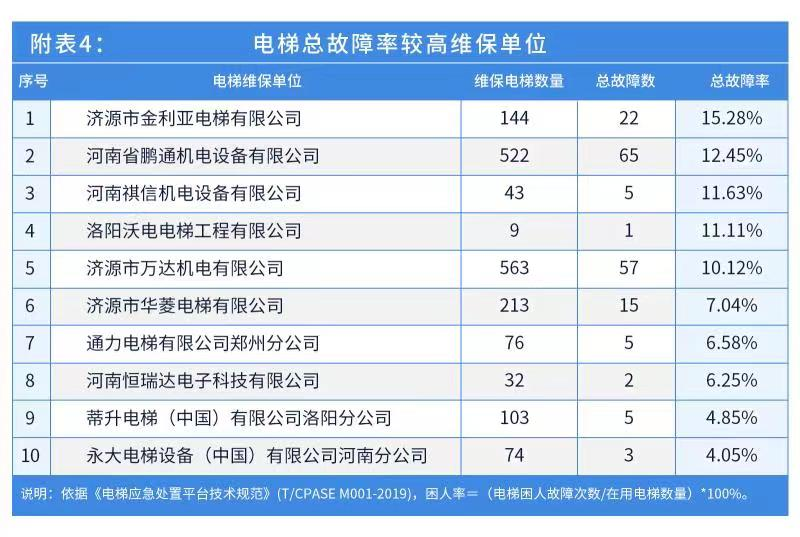 附表4： 电梯总故障率较高维保单位
序号 电梯维保单位 维保电梯数量 总故障数 总故障率
1 济源市金利亚电梯有限公司 144 22 15.28%
2 河南省鹏通机电设备有限公司 522 65 12.45%
3 河南祺信机电设备有限公司 43 5 11.63%
4 洛阳沃电电梯工程有限公司 9 1 11.11%
5 济源市万达机电有限公司 563 57 10.12%
6 济源市华菱电梯有限公司 213 15 7.04%
7 通力电梯有限公司郑州分公司 76 5 6.58%
8 河南恒瑞达电子科技有限公司 32 2 6.25%
9 蒂升电梯（中国）有限公司洛阳分公司 103 5 4.85%
10 永大电梯设备（中国）有限公司河南分公司 74 3 4.05%
说明：依据《电梯应急处置平台技术规范》(T/CPASE M001-2019)，困人率＝（电梯困人故障次数/在用电梯数量）*100%。